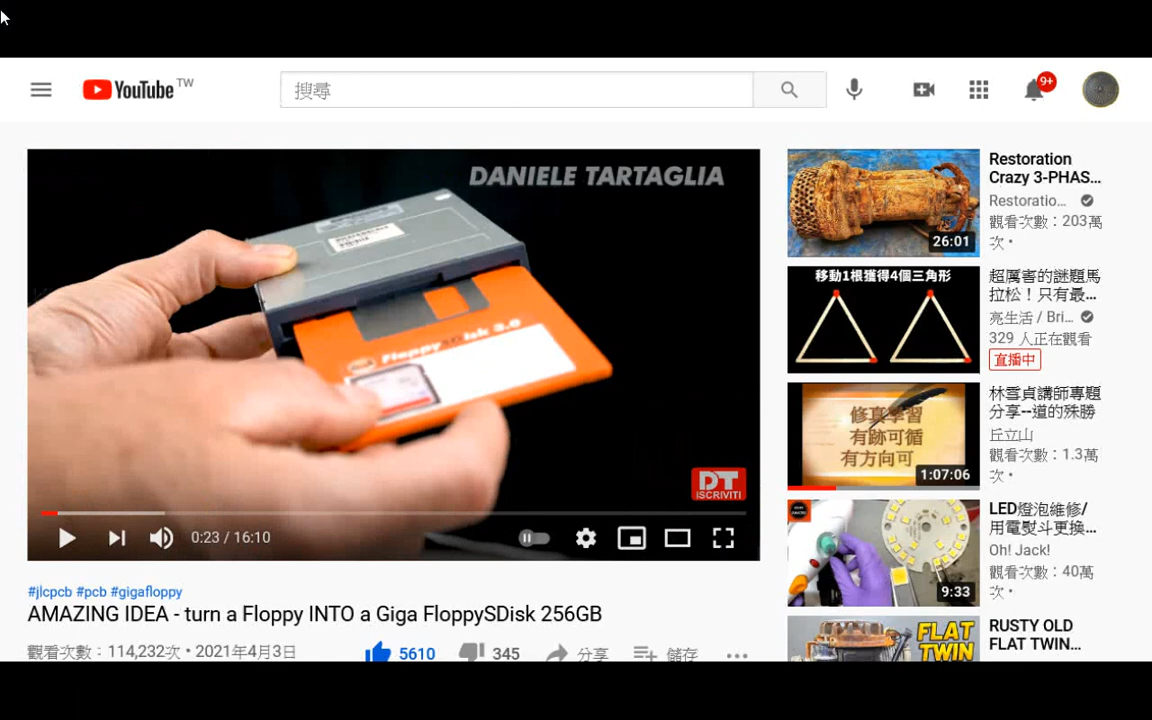 YouTube TW
搜尋
9+
DANIELE TARTAGLIA
FloppySDisk 3.0
DT
ISCRIVITI
0:23 / 16:10
#jlcpcb #pcb #gigafloppy
AMAZING IDEA - turn a Floppy INTO a Giga FloppySDisk 256GB
觀看次數：114,232次 • 2021年4月3日
5610
345
分享
儲存
26:01
Restoration
Crazy 3-PHAS...
Restoratio...
觀看次數：203萬
次 •
移動1根獲得4個三角形
超厲害的謎題馬
拉松！只有最...
亮生活 / Bri...
329 人正在觀看
直播中
修真學習
有跡可循
有方向可
1:07:06
林雪貞講師專題
分享--道的殊勝
丘立山
觀看次數：1.3萬
次 •
9:33
LED燈泡維修/
用電熨斗更換...
Oh! Jack!
觀看次數：40萬
次 •
FLAT
TWIN
RUSTY OLD
FLAT TWIN...